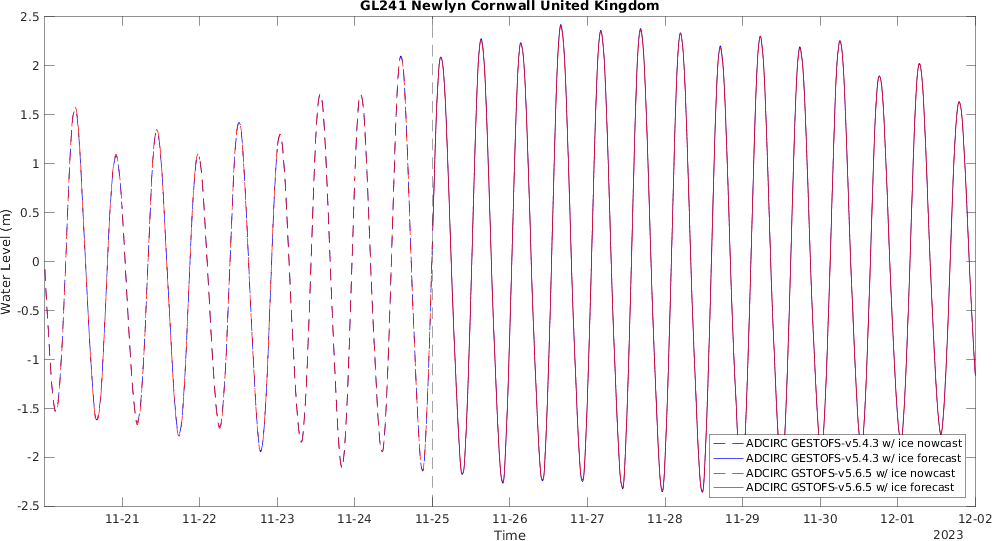 GL241 Newlyn Cornwall United Kingdom
2.5
2
1.5
1
0.5
0
-0.5
-1
-1.5
-2
-2.5
Water Level (m)
ADCIRC GESTOFS-v5.4.3 w/ ice nowcast
ADCIRC GESTOFS-v5.4.3 w/ ice forecast
ADCIRC GSTOFS-v5.6.5 w/ ice nowcast
ADCIRC GSTOFS-v5.6.5 w/ ice forecast
11-21 11-22 11-23 11-24 11-25 11-26 11-27 11-28 11-29 11-30 12-01 12-02
Time
2023